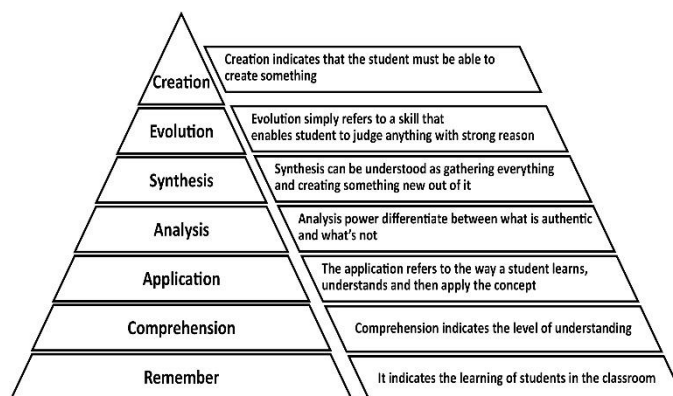 Creation
Creation indicates that the student must be able to
create something
Evolution
Evolution simply refers to a skill that
enables student to judge anything with strong reason
Synthesis
Synthesis can be understood as gathering everything
and creating something new out of it
Analysis
Analysis power differentiate between what is authentic
and what's not
Application
The application refers to the way a student learns,
understands and then apply the concept
Comprehension
Comprehension indicates the level of understanding
Remember
It indicates the learning of students in the classroom